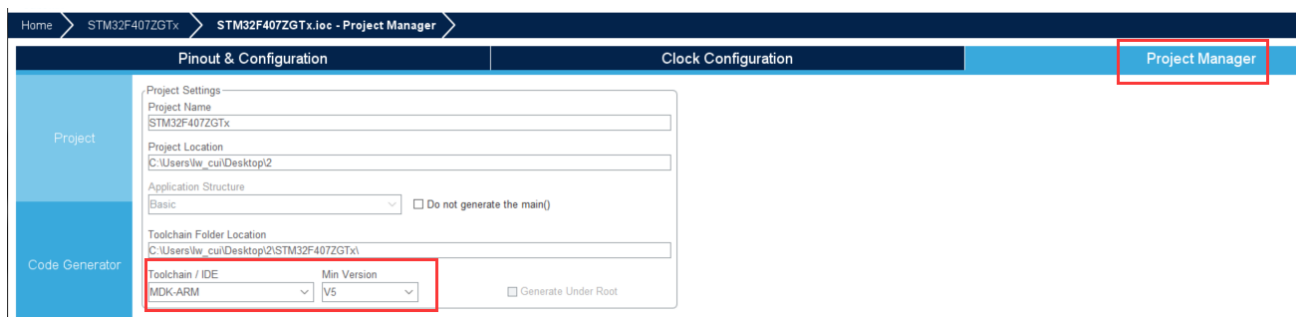 Home STM32F407ZGTx STM32F407ZGTx.ioc - Project Manager
Pinout & Configuration Clock Configuration Project Manager
Project
Code Generator
Project Settings
Project Name
STM32F407ZGTx
Project Location
C:\Users\lw_cui\Desktop\2
Application Structure
Basic Do not generate the main()
Toolchain Folder Location
C:\Users\lw_cui\Desktop\2\STM32F407ZGTx\
Toolchain / IDE Min Version
MDK-ARM V5 Generate Under Root